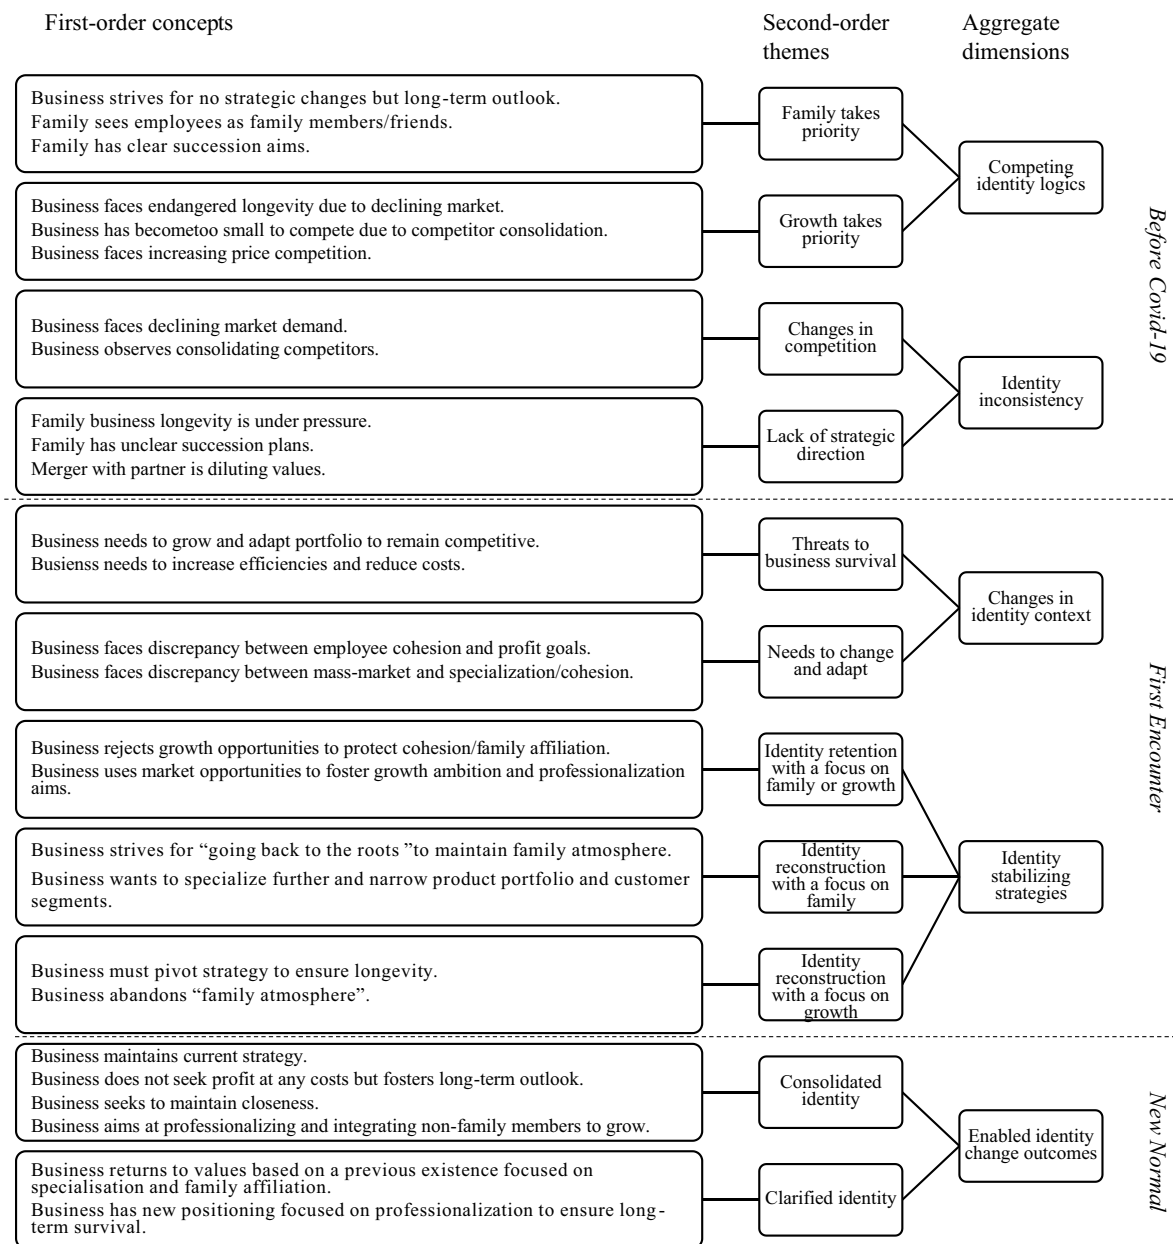 First-order concepts
Second-order
themes
Aggregate
dimensions
Business strives for no strategic changes but long-term outlook.
Family sees employees as family members/friends.
Family has clear succession aims.
Family takes
priority
Competing
identity logics
Business faces endangered longevity due to declining market.
Business has becometoo small to compete due to competitor consolidation.
Business faces increasing price competition.
Growth takes
priority
Before Covid-19
Business faces declining market demand.
Business observes consolidating competitors.
Changes in
competition
Identity
inconsistency
Family business longevity is under pressure.
Family has unclear succession plans.
Merger with partner is diluting values.
Lack of strategic
direction
Business needs to grow and adapt portfolio to remain competitive.
Busienss needs to increase efficiencies and reduce costs.
Threats to
business survival
Changes in
identity context
Business faces discrepancy between employee cohesion and profit goals.
Business faces discrepancy between mass-market and specialization/cohesion.
Needs to change
and adapt
First Encounter
Business rejects growth opportunities to protect cohesion/family affiliation.
Business uses market opportunities to foster growth ambition and professionalization
aims.
Identity retention
with a focus on
family or growth
Business strives for “going back to the roots ”to maintain family atmosphere.
Business wants to specialize further and narrow product portfolio and customer
segments.
Identity
reconstruction
with a focus on
family
Identity
stabilizing
strategies
Business must pivot strategy to ensure longevity.
Business abandons “family atmosphere”.
Identity
reconstruction
with a focus on
growth
Business maintains current strategy.
Business does not seek profit at any costs but fosters long-term outlook.
Business seeks to maintain closeness.
Business aims at professionalizing and integrating non-family members to grow.
Consolidated
identity
Enabled identity
change outcomes
New Normal
Business returns to values based on a previous existence focused on
specialisation and family affiliation.
Business has new positioning focused on professionalization to ensure long-
term survival.
Clarified identity